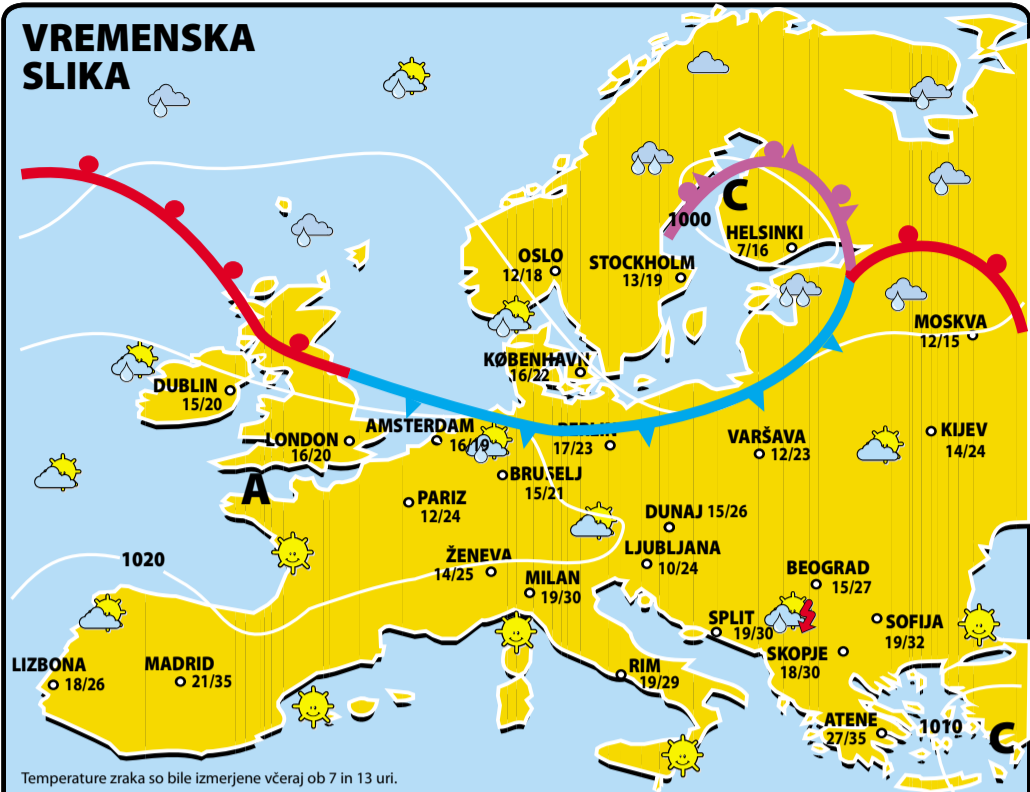 VREMENSKA
SLIKA
C
1000
HELSINKI
7/16
OSLO
12/18
STOCKHOLM
13/19
MOSKVA
12/15
KØBENHAVN
16/22
DUBLIN
15/20
AMSTERDAM
16/19
LONDON
16/20
BERLIN
17/23
VARŠAVA
12/23
KIJEV
14/24
BRUSELJ
15/21
A
PARIZ
12/24
DUNAJ 15/26
1020
ŽENEVA
14/25
LJUBLJANA
10/24
MILAN
19/30
BEOGRAD
15/27
SPLIT
19/30
SOFIJA
19/32
SKOPJE
18/30
LIZBONA
18/26
MADRID
21/35
RIM
19/29
ATENE
27/35
1010
C
Temperature zraka so bile izmerjene včeraj ob 7 in 13 uri.